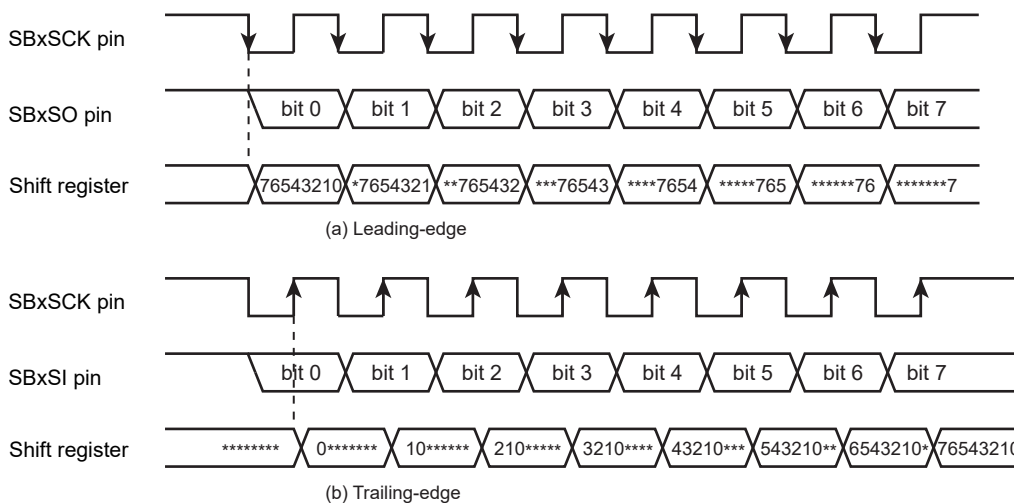 SBxSCK pin
SBxSO pin bit 0 bit 1 bit 2 bit 3 bit 4 bit 5 bit 6 bit 7
Shift register 76543210 *7654321 **765432 ***76543 ****7654 *****765 ******76 *******7
(a) Leading-edge
SBxSCK pin
SBxSI pin bit 0 bit 1 bit 2 bit 3 bit 4 bit 5 bit 6 bit 7
Shift register ******** 0******* 10****** 210***** 3210**** 43210*** 543210** 6543210* 76543210
(b) Trailing-edge